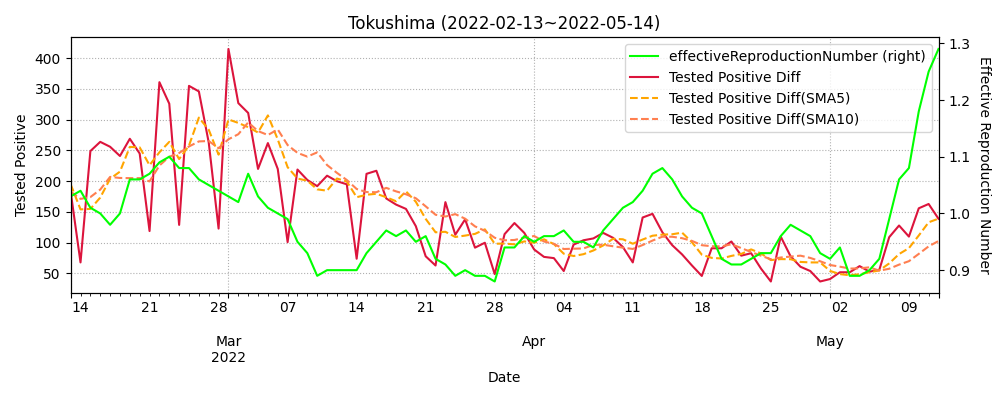 Tokushima (2022-02-13~2022-05-14)
effectiveReproductionNumber (right)
Tested Positive Diff
Tested Positive Diff(SMA5)
Tested Positive Diff(SMA10)
Tested Positive
400
350
300
250
200
150
100
50
Effective Reproduction Number
1.3
1.2
1.1
1.0
0.9
14 21 28 07 14 21 28 04 11 18 25 02 09
Mar Apr May
2022
Date